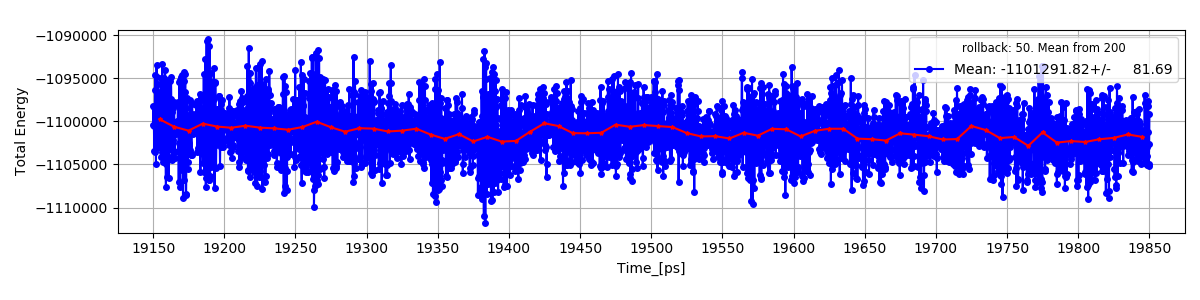 rollback: 50. Mean from 200
Mean: -1101291.82+/- 81.69
Total Energy
−1090000
−1095000
−1100000
−1105000
−1110000
19150 19200 19250 19300 19350 19400 19450 19500 19550 19600 19650 19700 19750 19800 19850
Time_[ps]